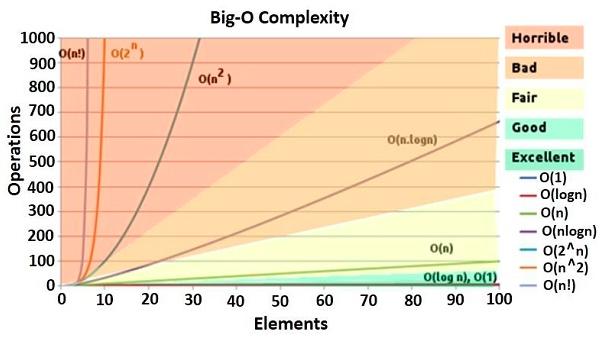 Big-O Complexity
1000
900
800
700
600
500
400
300
200
100
0
Operations
O(n!)
O(2^n)
O(n²)
O(n.logn)
O(n)
O(log n), O(1)
0 10 20 30 40 50 60 70 80 90 100
Elements
Horrible
Bad
Fair
Good
Excellent
O(1)
O(logn)
O(n)
O(nlogn)
O(2^n)
O(n^2)
O(n!)